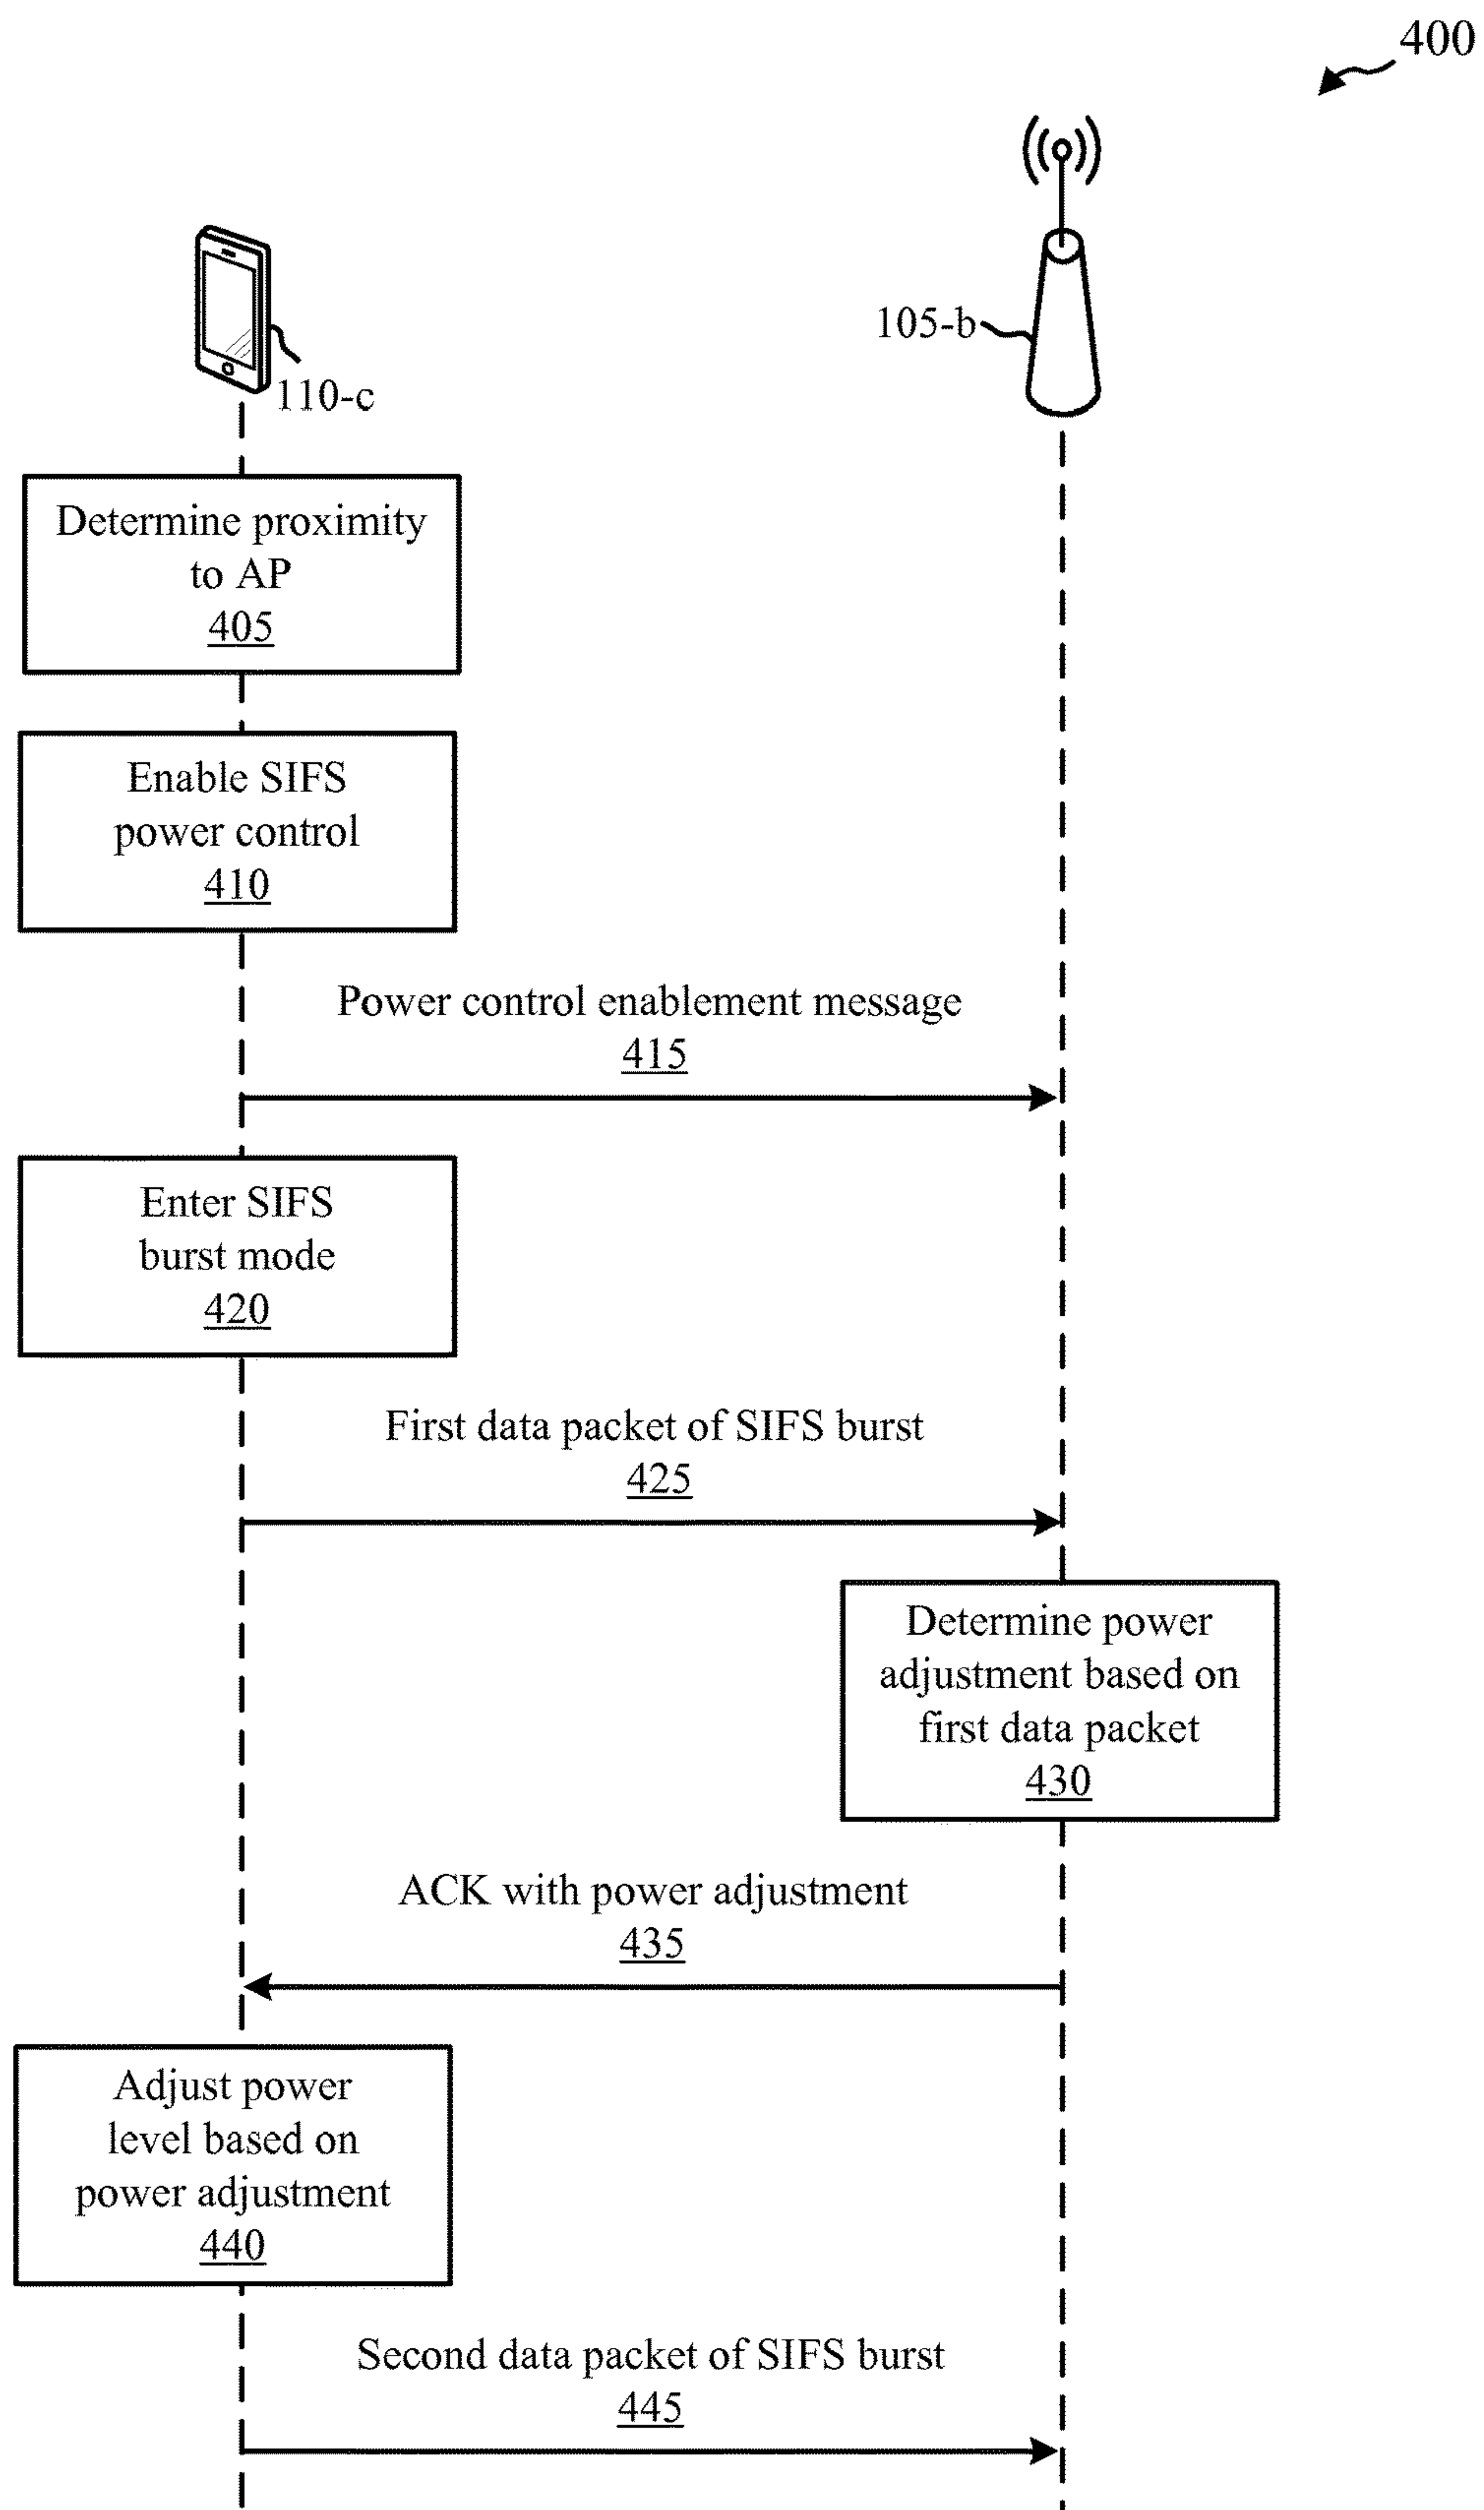 400
105-b
110-c
Determine proximity
to AP
405
Enable SIFS
power control
410
Power control enablement message
415
Enter SIFS
burst mode
420
First data packet of SIFS burst
425
Determine power
adjustment based on
first data packet
430
ACK with power adjustment
435
Adjust power
level based on
power adjustment
440
Second data packet of SIFS burst
445